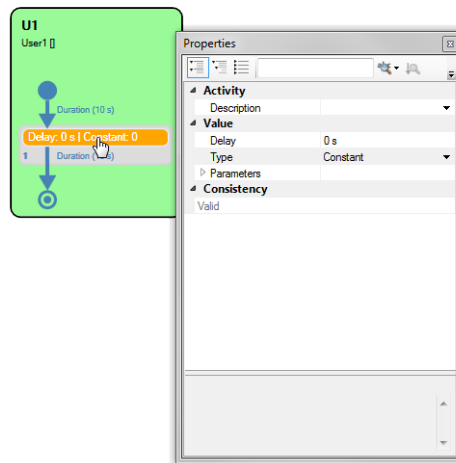 U1
User1 []
Duration (10 s)
Delay: 0 s | Constant: 0
1 Duration ( s)
Properties
Activity
Description
Value
Delay 0 s
Type Constant
Parameters
Consistency
Valid